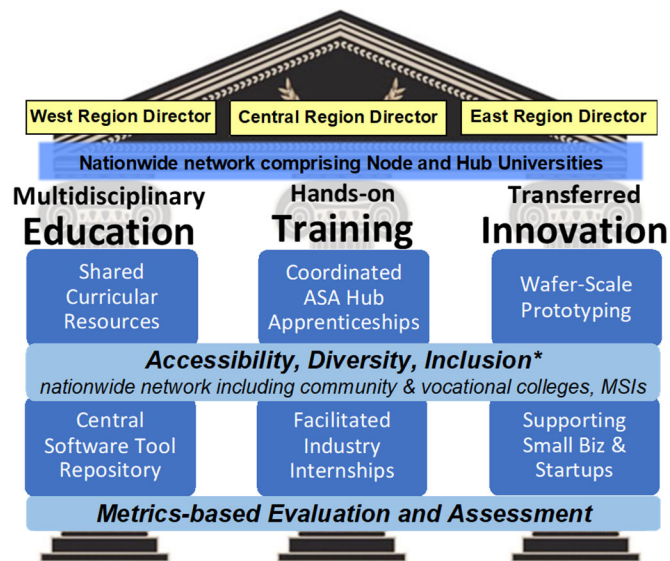 West Region Director
Central Region Director
East Region Director
Nationwide network comprising Node and Hub Universities
Multidisciplinary
Education
Hands-on
Training
Transferred
Innovation
Shared
Curricular
Resources
Coordinated
ASA Hub
Apprenticeships
Wafer-Scale
Prototyping
Accessibility, Diversity, Inclusion*
nationwide network including community & vocational colleges, MSIs
Central
Software Tool
Repository
Facilitated
Industry
Internships
Supporting
Small Biz &
Startups
Metrics-based Evaluation and Assessment